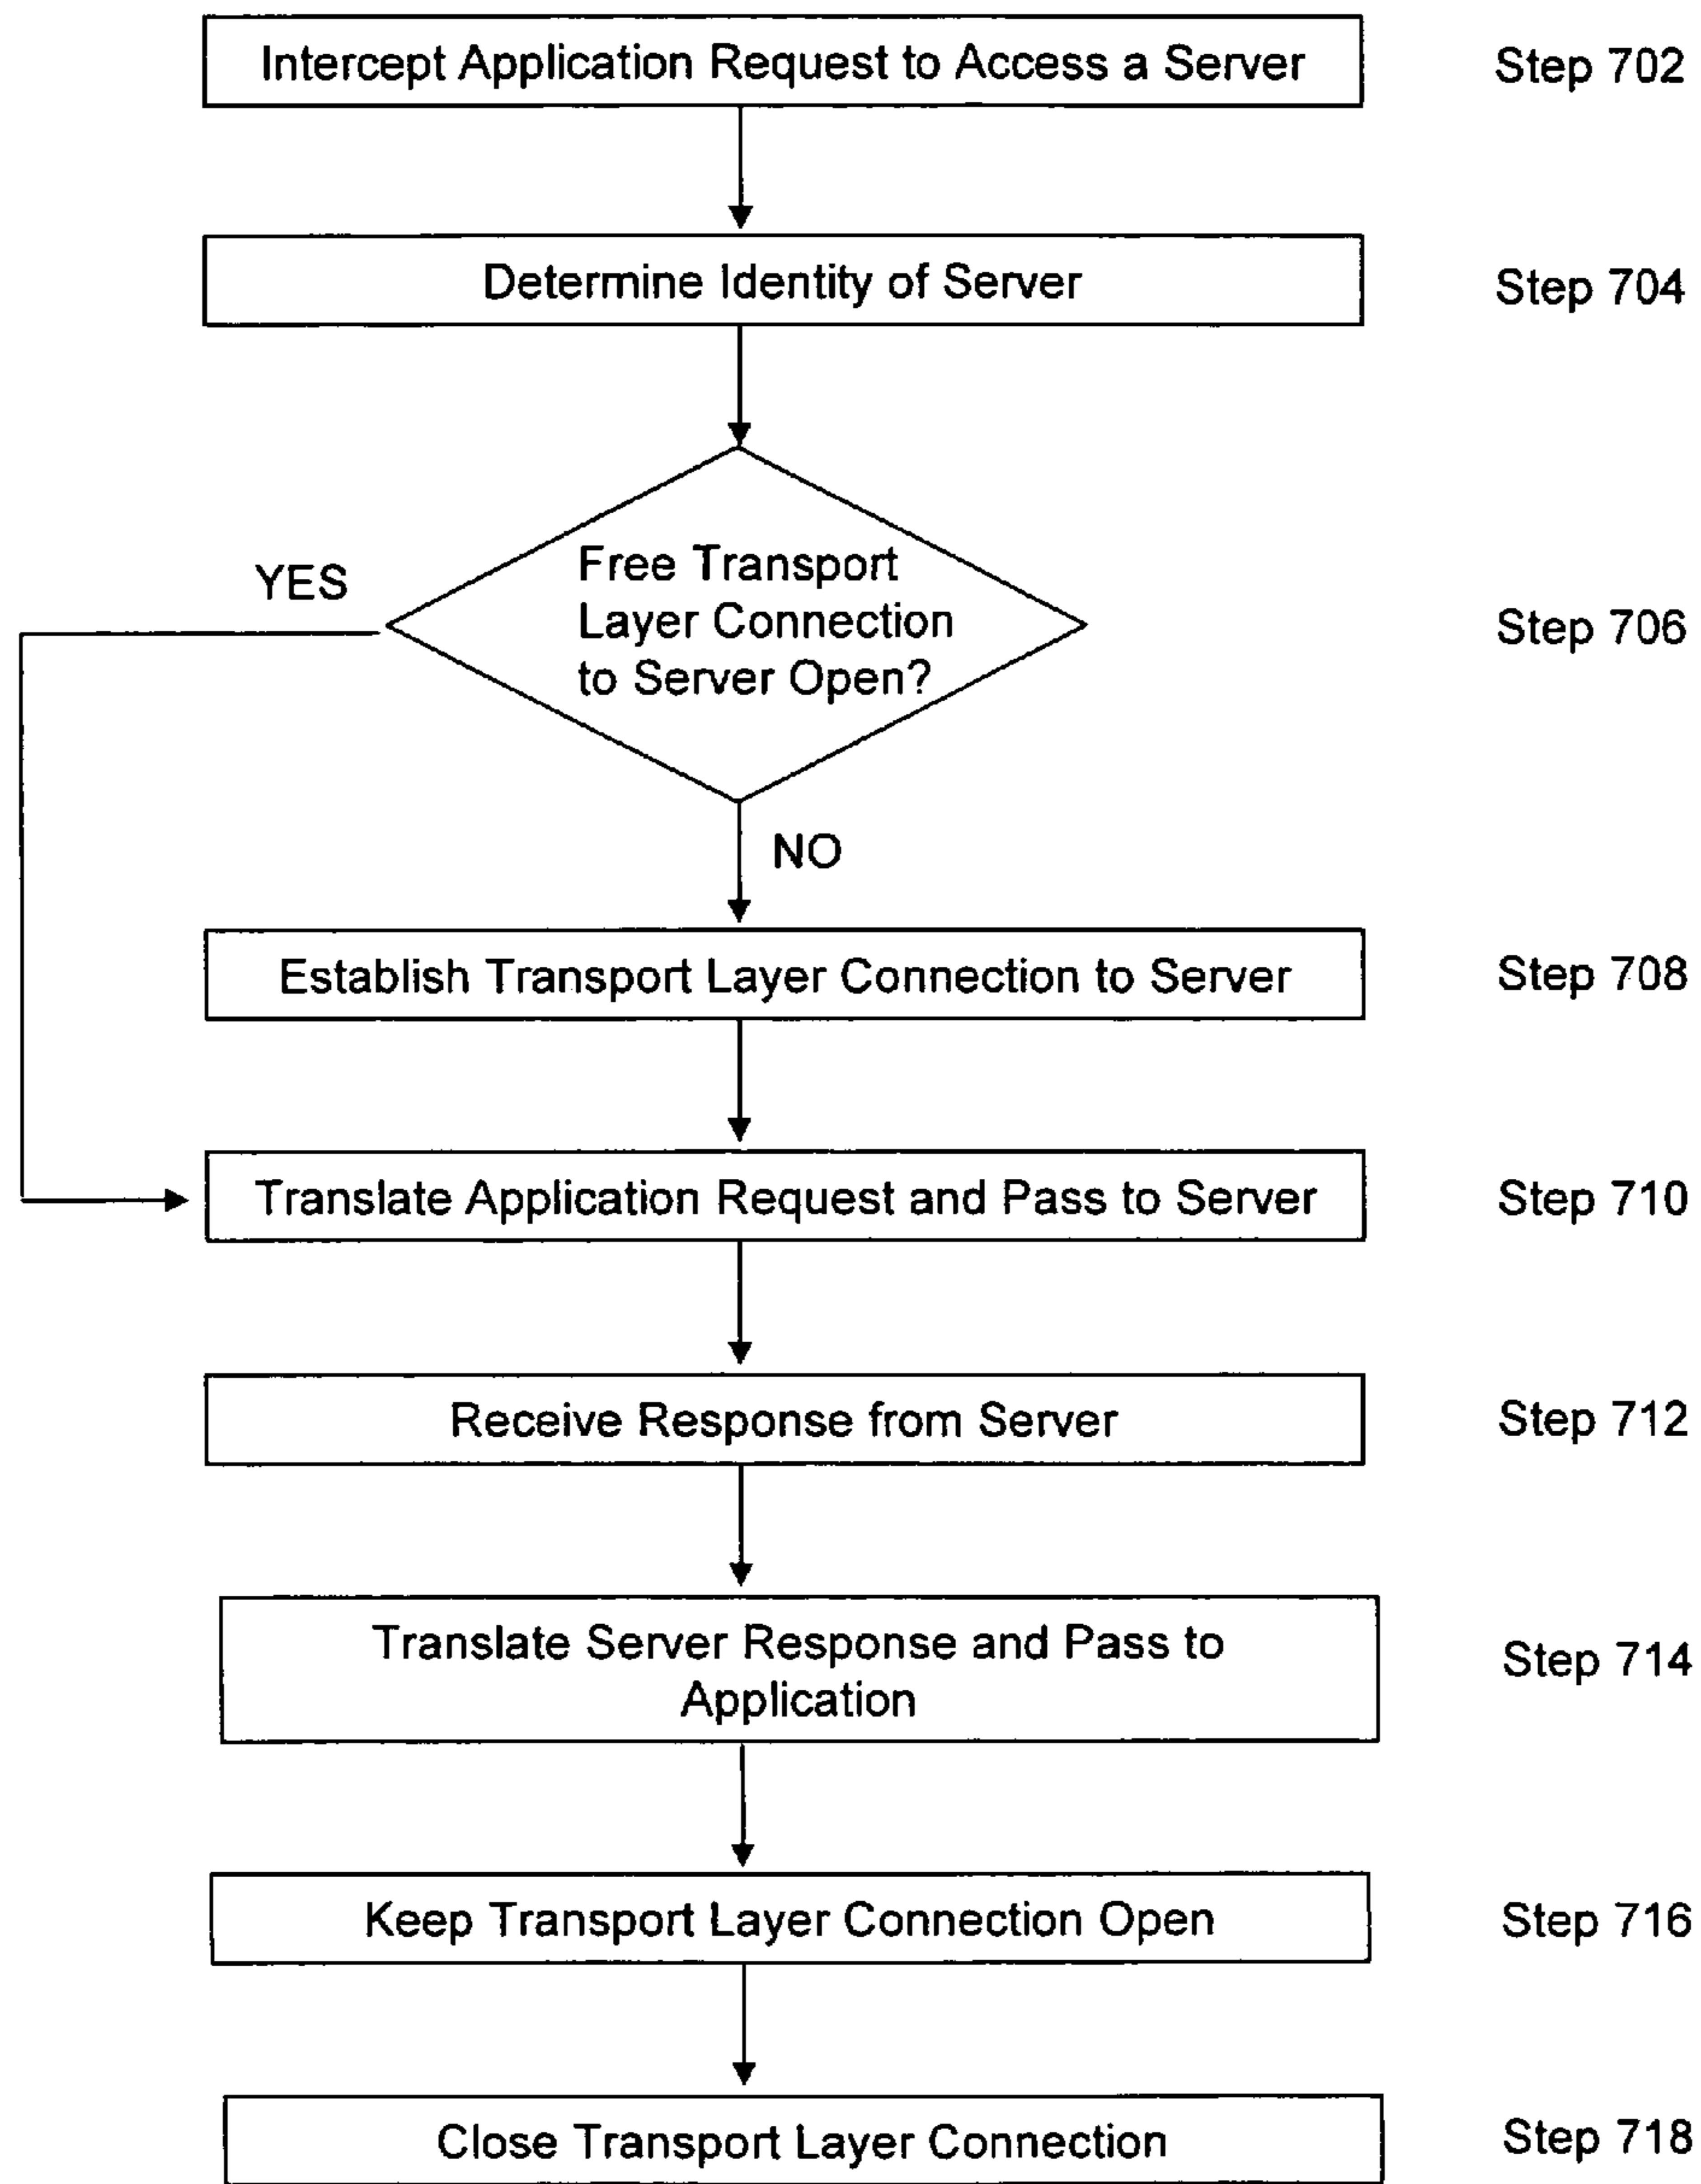 Intercept Application Request to Access a Server
Step 702
Determine Identity of Server
Step 704
YES
Free Transport
Layer Connection
to Server Open?
Step 706
NO
Establish Transport Layer Connection to Server
Step 708
Translate Application Request and Pass to Server
Step 710
Receive Response from Server
Step 712
Translate Server Response and Pass to
Application
Step 714
Keep Transport Layer Connection Open
Step 716
Close Transport Layer Connection
Step 718